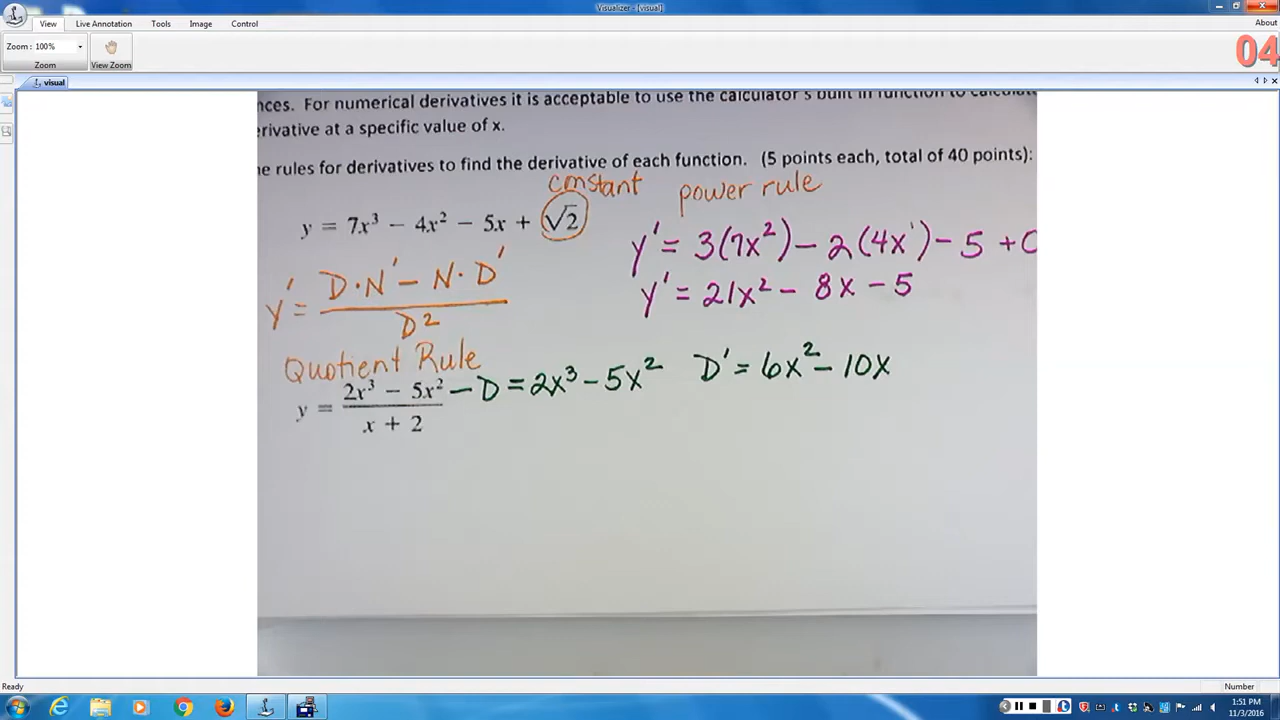 Visualizer - [visual]
View Live Annotation Tools Image Control
About
Zoom: 100%
Zoom View Zoom
04
visual
nces. For numerical derivatives it is acceptable to use the calculator's built in function to calculate
erivative at a specific value of x.
e rules for derivatives to find the derivative of each function. (5 points each, total of 40 points):
constant power rule
y = 7x³ − 4x² − 5x + √2
y' = 3(7x²) − 2(4x¹) − 5 + 0
y' = 21x² − 8x − 5
y' = D·N' − N·D' / D²
Quotient Rule
y = 2x³ − 5x² / x + 2
− D = 2x³ − 5x² D' = 6x² − 10x
Ready
Number
1:51 PM
11/3/2016